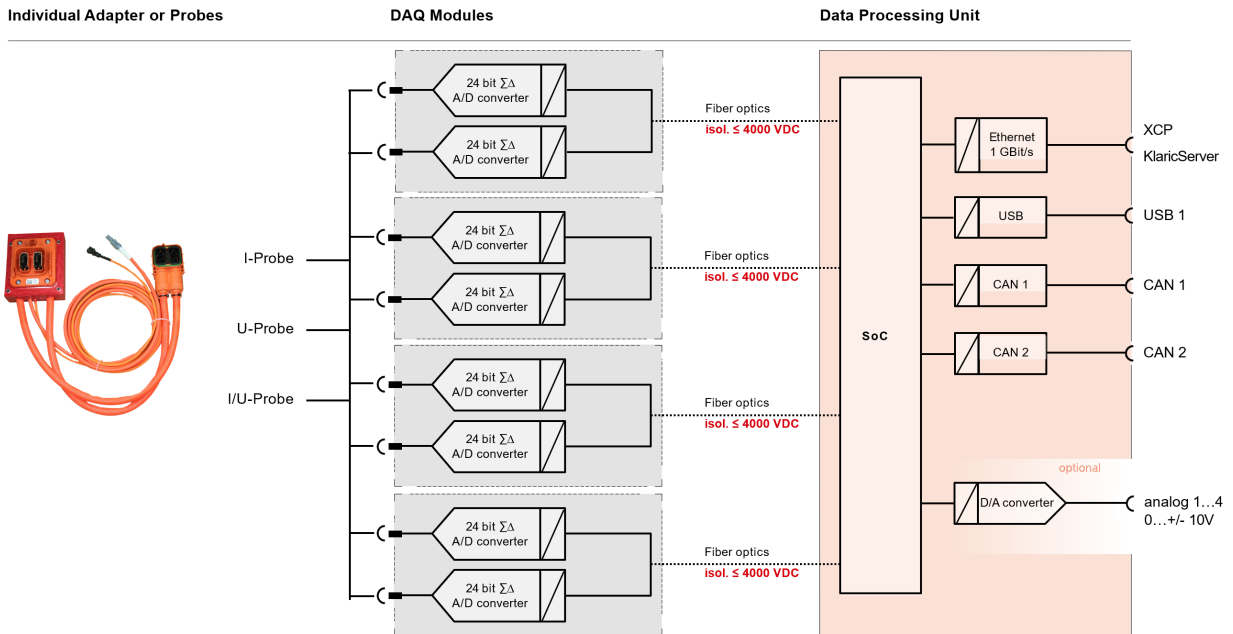 Individual Adapter or Probes
DAQ Modules
Data Processing Unit
I-Probe
U-Probe
I/U-Probe
24 bit ∑∆
A/D converter
24 bit ∑∆
A/D converter
24 bit ∑∆
A/D converter
24 bit ∑∆
A/D converter
24 bit ∑∆
A/D converter
24 bit ∑∆
A/D converter
24 bit ∑∆
A/D converter
24 bit ∑∆
A/D converter
Fiber optics
isol. ≤ 4000 VDC
Fiber optics
isol. ≤ 4000 VDC
Fiber optics
isol. ≤ 4000 VDC
Fiber optics
isol. ≤ 4000 VDC
SoC
Ethernet
1 GBit/s
XCP
KlaricServer
USB
USB 1
CAN 1
CAN 1
CAN 2
CAN 2
optional
D/A converter
analog 1...4
0...+/- 10V